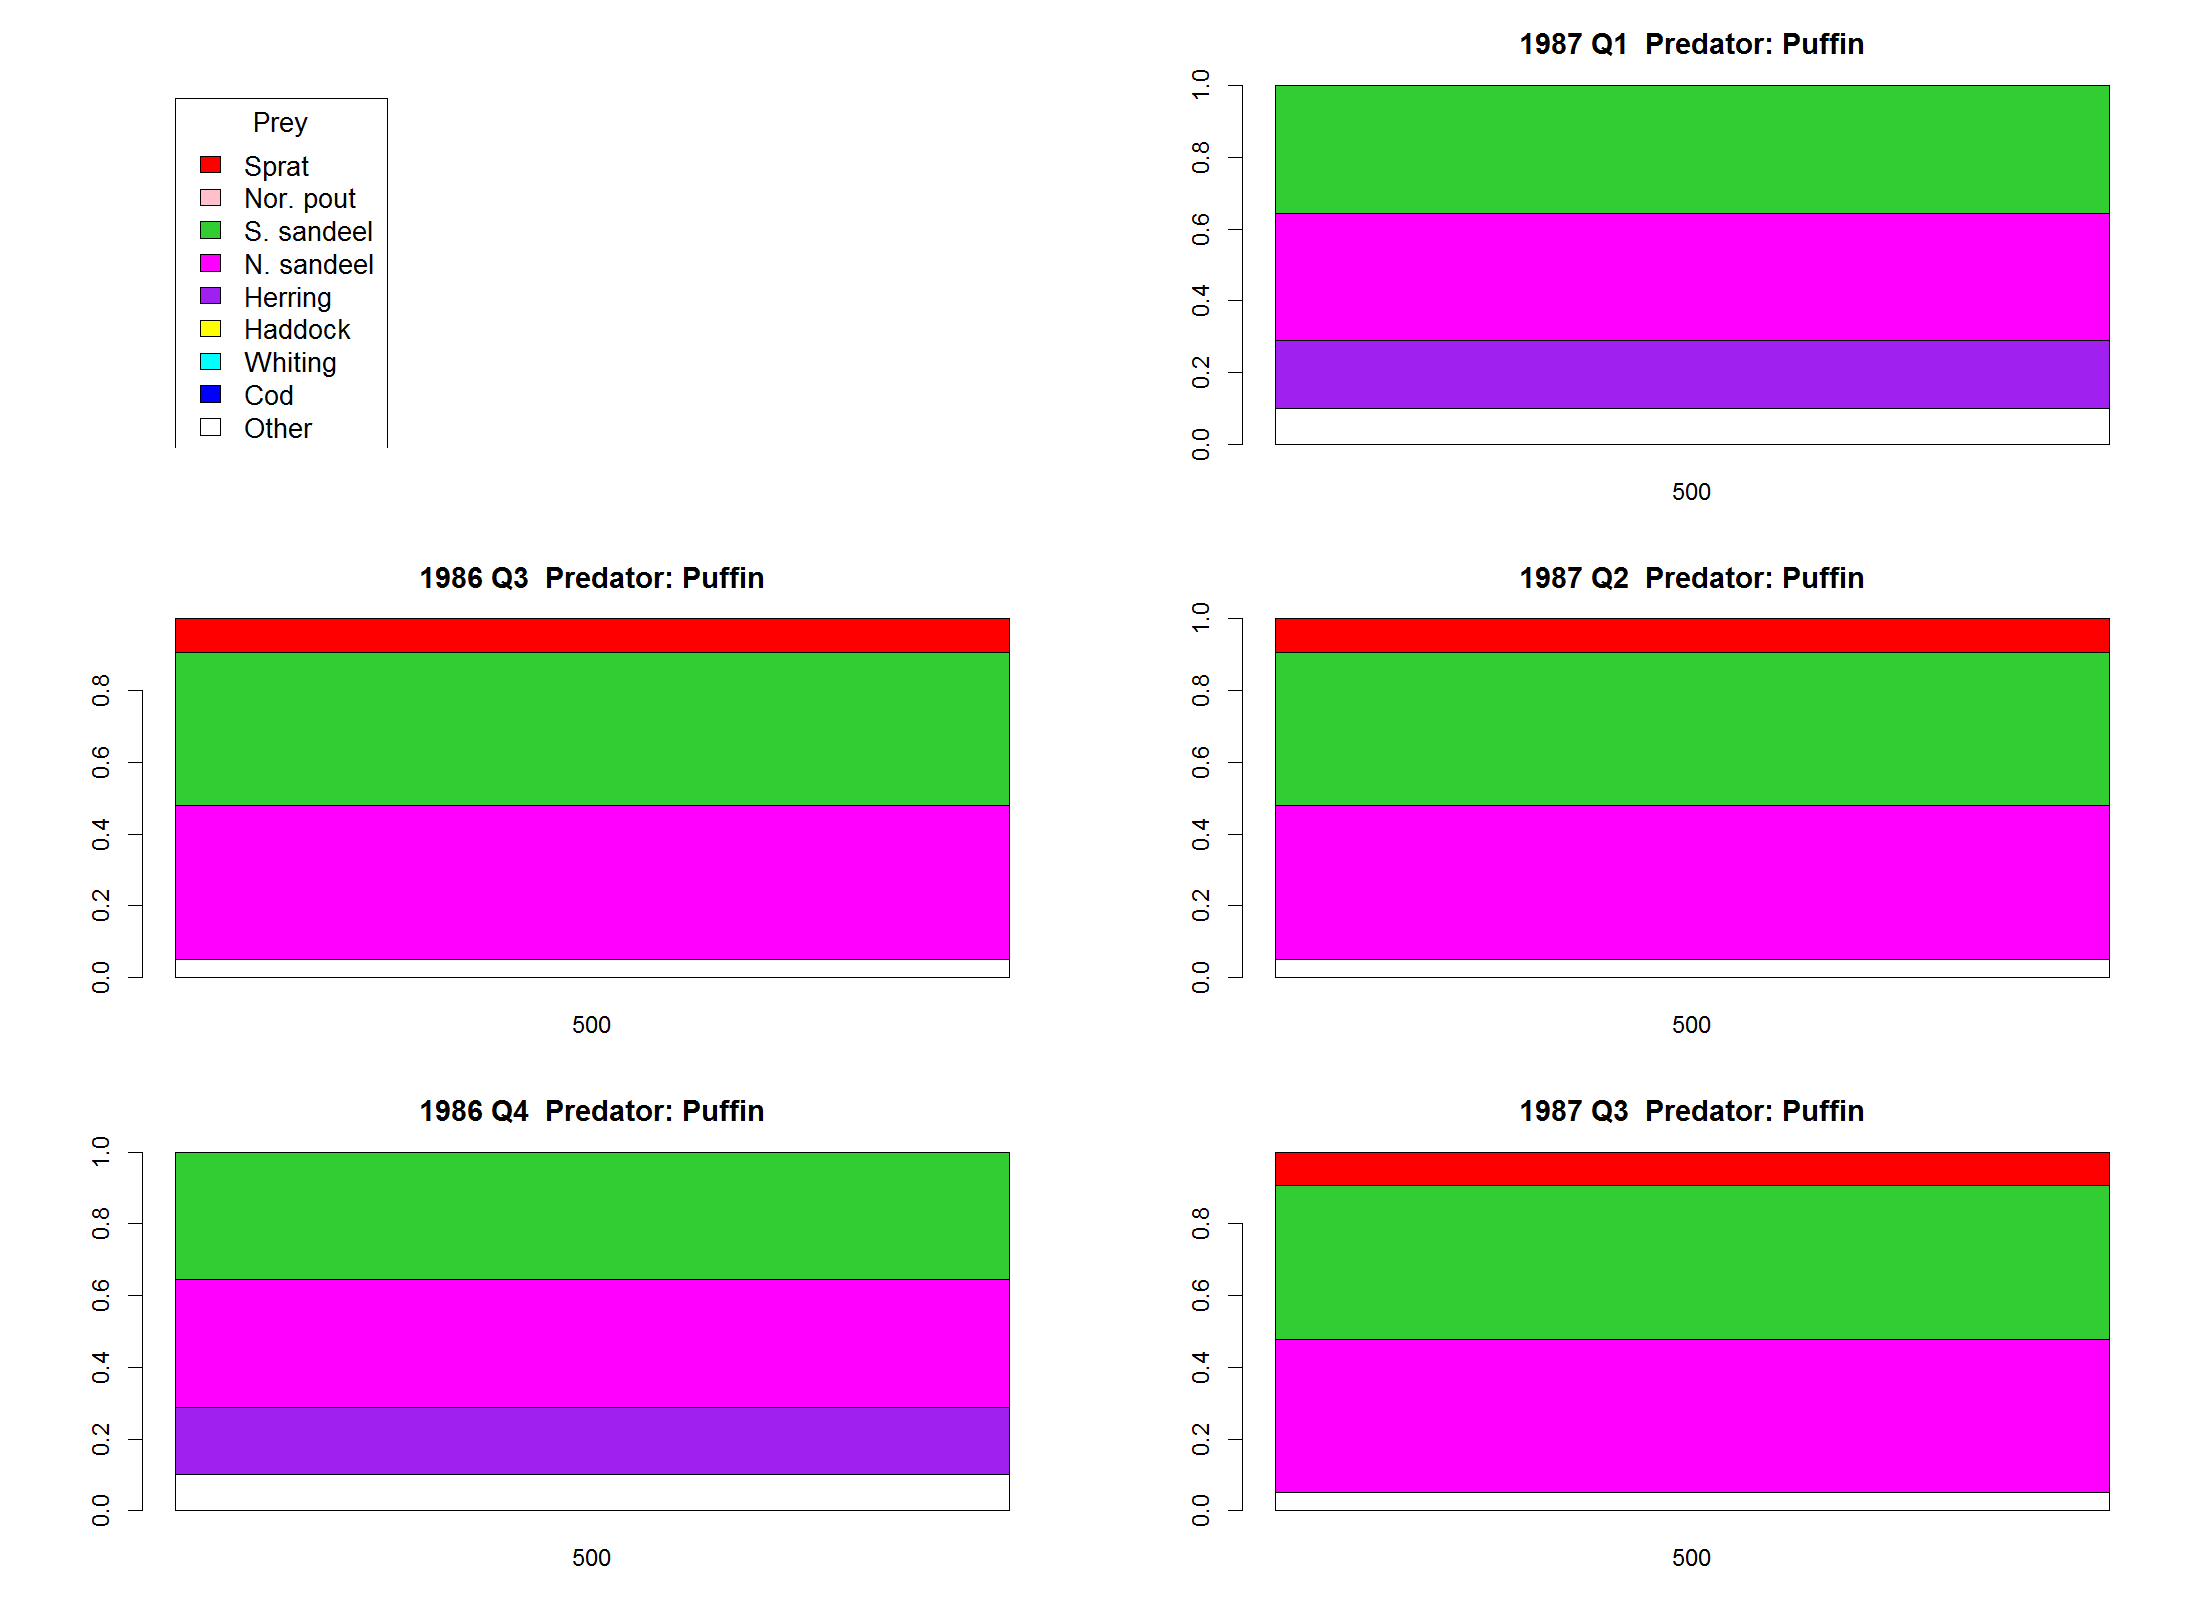 Prey
Sprat
Nor. pout
S. sandeel
N. sandeel
Herring
Haddock
Whiting
Cod
Other
1987 Q1  Predator: Puffin
1.0
0.8
0.6
0.4
0.2
0.0
500
1986 Q3  Predator: Puffin
0.8
0.6
0.4
0.2
0.0
500
1987 Q2  Predator: Puffin
1.0
0.8
0.6
0.4
0.2
0.0
500
1986 Q4  Predator: Puffin
1.0
0.8
0.6
0.4
0.2
0.0
500
1987 Q3  Predator: Puffin
0.8
0.6
0.4
0.2
0.0
500